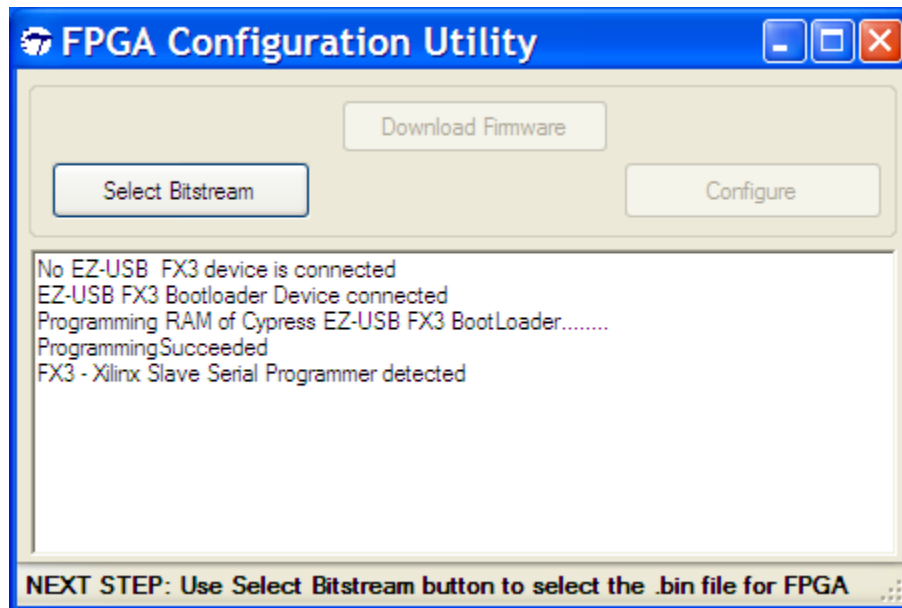 FPGA Configuration Utility
Download Firmware
Select Bitstream
Configure
No EZ-USB  FX3 device is connected
EZ-USB FX3 Bootloader Device connected
Programming RAM of Cypress EZ-USB FX3 BootLoader........
ProgrammingSucceeded
FX3 - Xilinx Slave Serial Programmer detected
NEXT STEP: Use Select Bitstream button to select the .bin file for FPGA